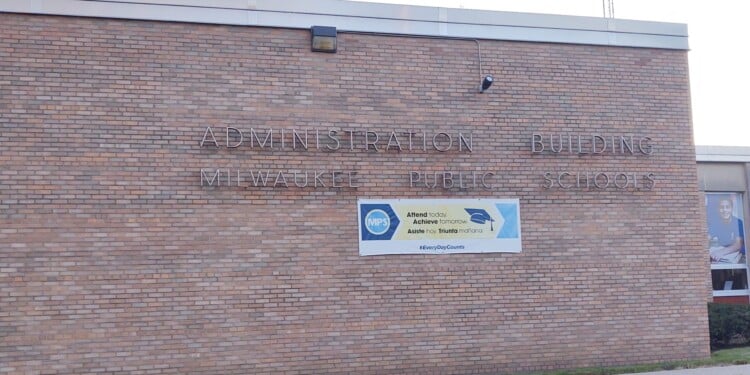 ADMINISTRATION BUILDING
MILWAUKEE PUBLIC SCHOOLS
MPS
Attend today.
Achieve tomorrow.
Asiste hoy. Triunfa mañana.
#EveryDayCounts